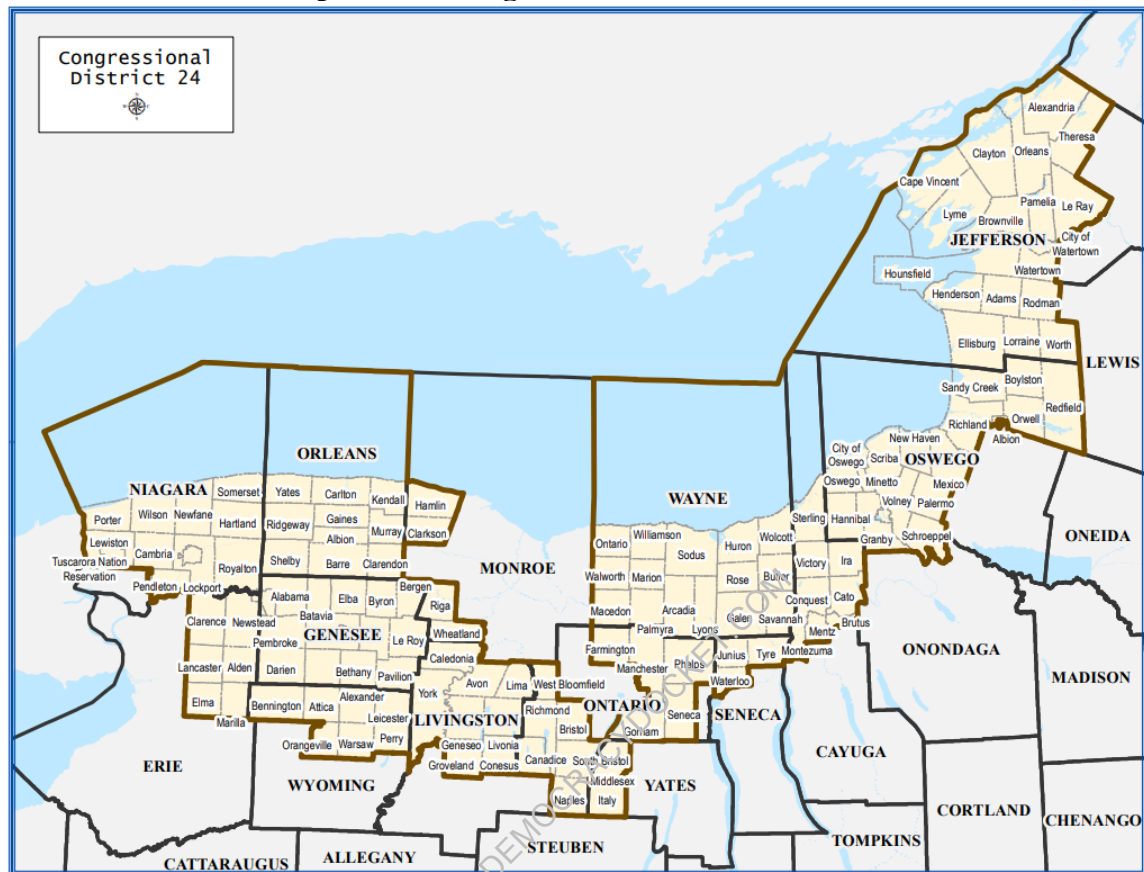 Congressional
District 24
Alexandria
Theresa
Clayton
Orleans
Cape Vincent
Pamelia
Le Ray
Lyme
Brownville
JEFFERSON
City of
Watertown
Hounsfield
Watertown
Henderson
Adams
Rodman
Ellisburg
Lorraine
Worth
LEWIS
Sandy Creek
Boylston
Redfield
Richland
Orwell
Albion
New Haven
City of
Oswego
Scriba
OSWEGO
Oswego
Minetto
Mexico
Volney
Palermo
Hannibal
Granby
Schroeppel
ONEIDA
ORLEANS
NIAGARA
Somerset
Yates
Carlton
Kendall
Hamlin
WAYNE
Porter
Wilson
Newfane
Hartland
Ridgeway
Gaines
Murray
Clarkson
Lewiston
Cambria
Albion
Tuscarora Nation
Reservation
Royalton
Shelby
Barre
Clarendon
Pendleton
Lockport
MONROE
Ontario
Williamson
Sodus
Huron
Wolcott
Sterling
Walworth
Marion
Rose
Butler
Victory
Ira
Macedon
Arcadia
Conquest
Cato
Palmyra
Lyons
Galen
Savannah
Mentz
Brutus
Bergen
Alabama
Elba
Byron
Riga
Clarence
Newstead
Batavia
Pembroke
GENESEE
Le Roy
Wheatland
Caledonia
Farmington
Manchester
Phelps
Junius
Tyre
Montezuma
Waterloo
ONONDAGA
MADISON
Lancaster
Alden
Darien
Bethany
Pavilion
York
Avon
Lima
West Bloomfield
Elma
Marilla
Bennington
Attica
Alexander
Leicester
LIVINGSTON
Richmond
ONTARIO
Seneca
SENECA
Bristol
Gorham
Orangeville
Warsaw
Perry
Geneseo
Livonia
Groveland
Conesus
Canadice
South Bristol
CAYUGA
ERIE
WYOMING
Middlesex
YATES
Naples
Italy
CORTLAND
CHENANGO
TOMPKINS
STEUBEN
CATTARAUGUS
ALLEGANY
DEMOCRACYDOCKET.COM